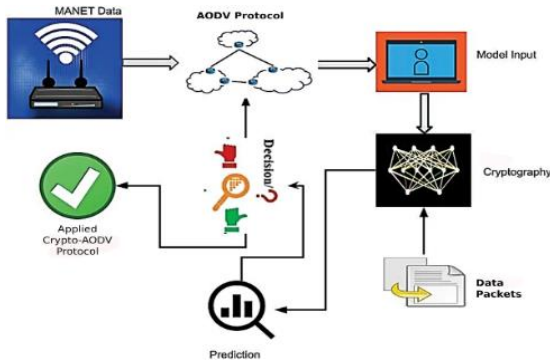 MANET Data
AODV Protocol
Model Input
Decision/?
Cryptography
Applied
Crypto-AODV
Protocol
Data
Packets
Prediction